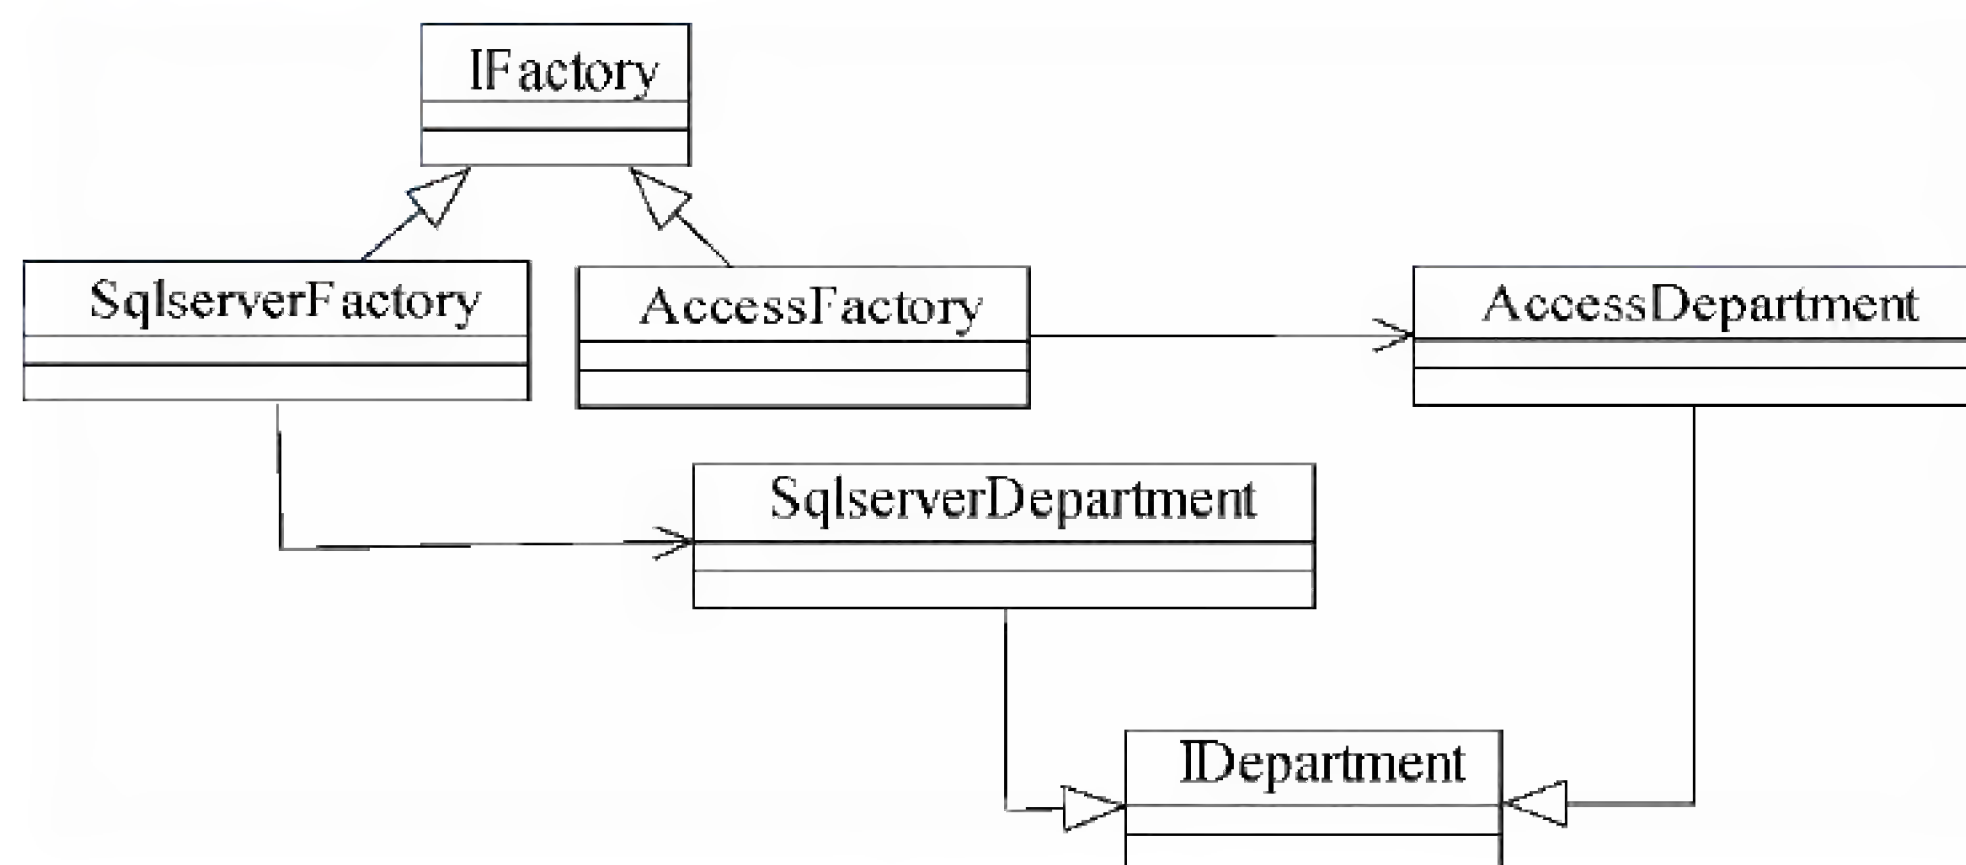 IFactory
SqlserverFactory
AccessFactory
AccessDepartment
SqlserverDepartment
IDepartment